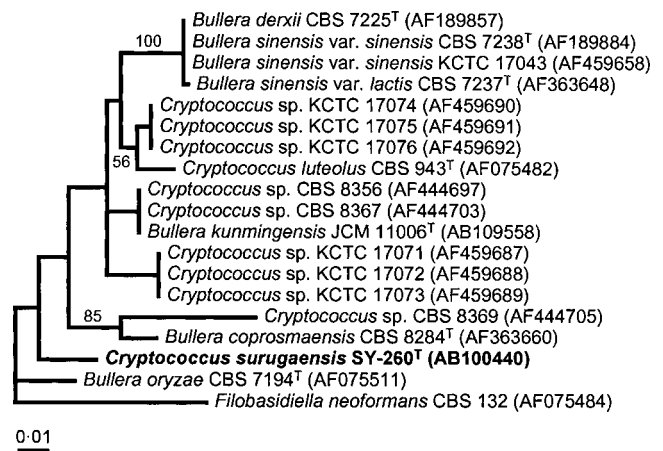 Bullera derxii CBS 7225T (AF189857)
100
Bullera sinensis var. sinensis CBS 7238T (AF189884)
Bullera sinensis var. sinensis KCTC 17043 (AF459658)
Bullera sinensis var. lactis CBS 7237T (AF363648)
Cryptococcus sp. KCTC 17074 (AF459690)
Cryptococcus sp. KCTC 17075 (AF459691)
Cryptococcus sp. KCTC 17076 (AF459692)
56
Cryptococcus luteolus CBS 943T (AF075482)
Cryptococcus sp. CBS 8356 (AF444697)
Cryptococcus sp. CBS 8367 (AF444703)
Bullera kunmingensis JCM 11006T (AB109558)
Cryptococcus sp. KCTC 17071 (AF459687)
Cryptococcus sp. KCTC 17072 (AF459688)
Cryptococcus sp. KCTC 17073 (AF459689)
85
Cryptococcus sp. CBS 8369 (AF444705)
Bullera coprosmaensis CBS 8284T (AF363660)
Cryptococcus surugaensis SY-260T (AB100440)
Bullera oryzae CBS 7194T (AF075511)
Filobasidiella neoformans CBS 132 (AF075484)
0·01